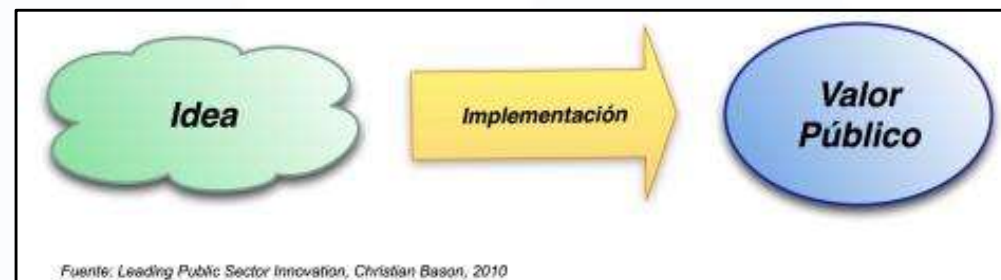 Idea
Implementación
Valor
Público
Fuente: Leading Public Sector Innovation, Christian Bason, 2010